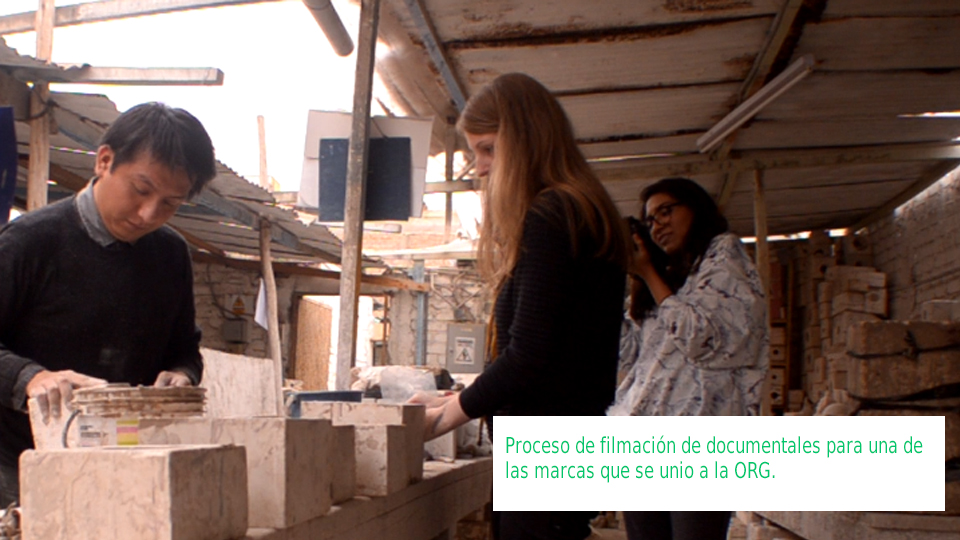 Proceso de filmación de documentales para una de
las marcas que se unio a la ORG.